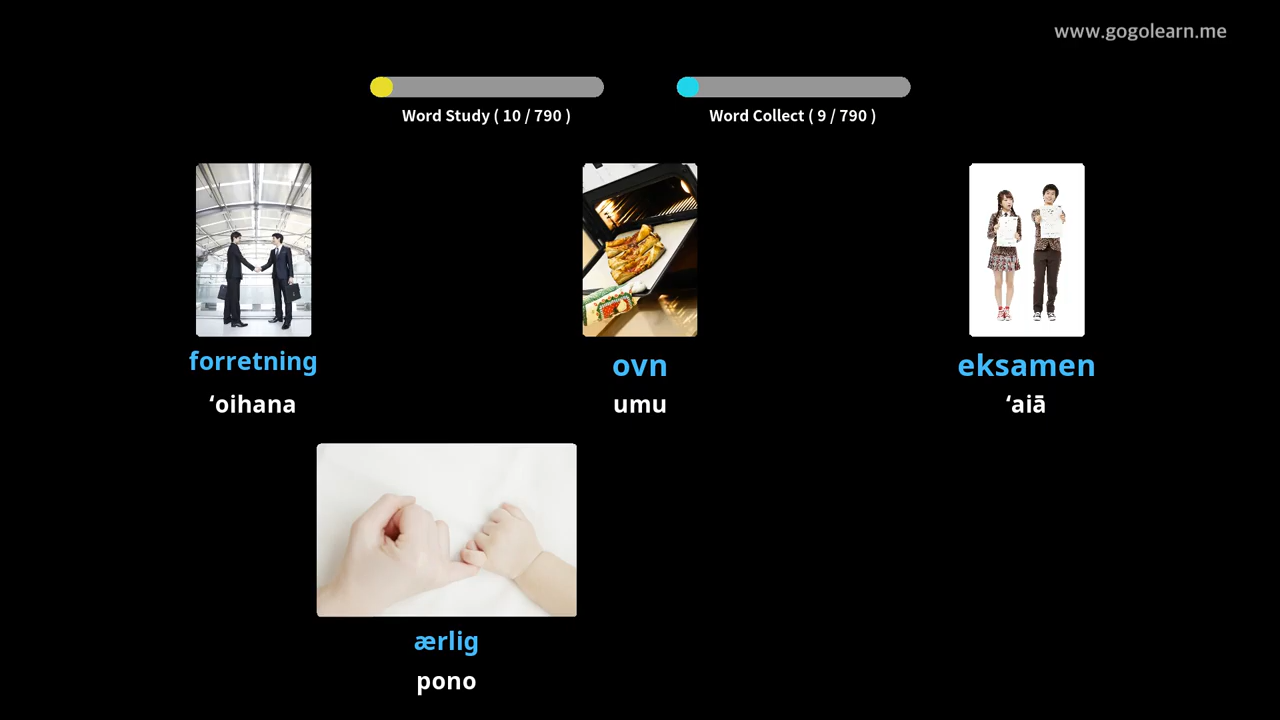 www.gogolearn.me
Word Study ( 10 / 790 )
Word Collect ( 9 / 790 )
forretning
ovn
eksamen
ʻoihana
umu
ʻaiā
ærlig
pono